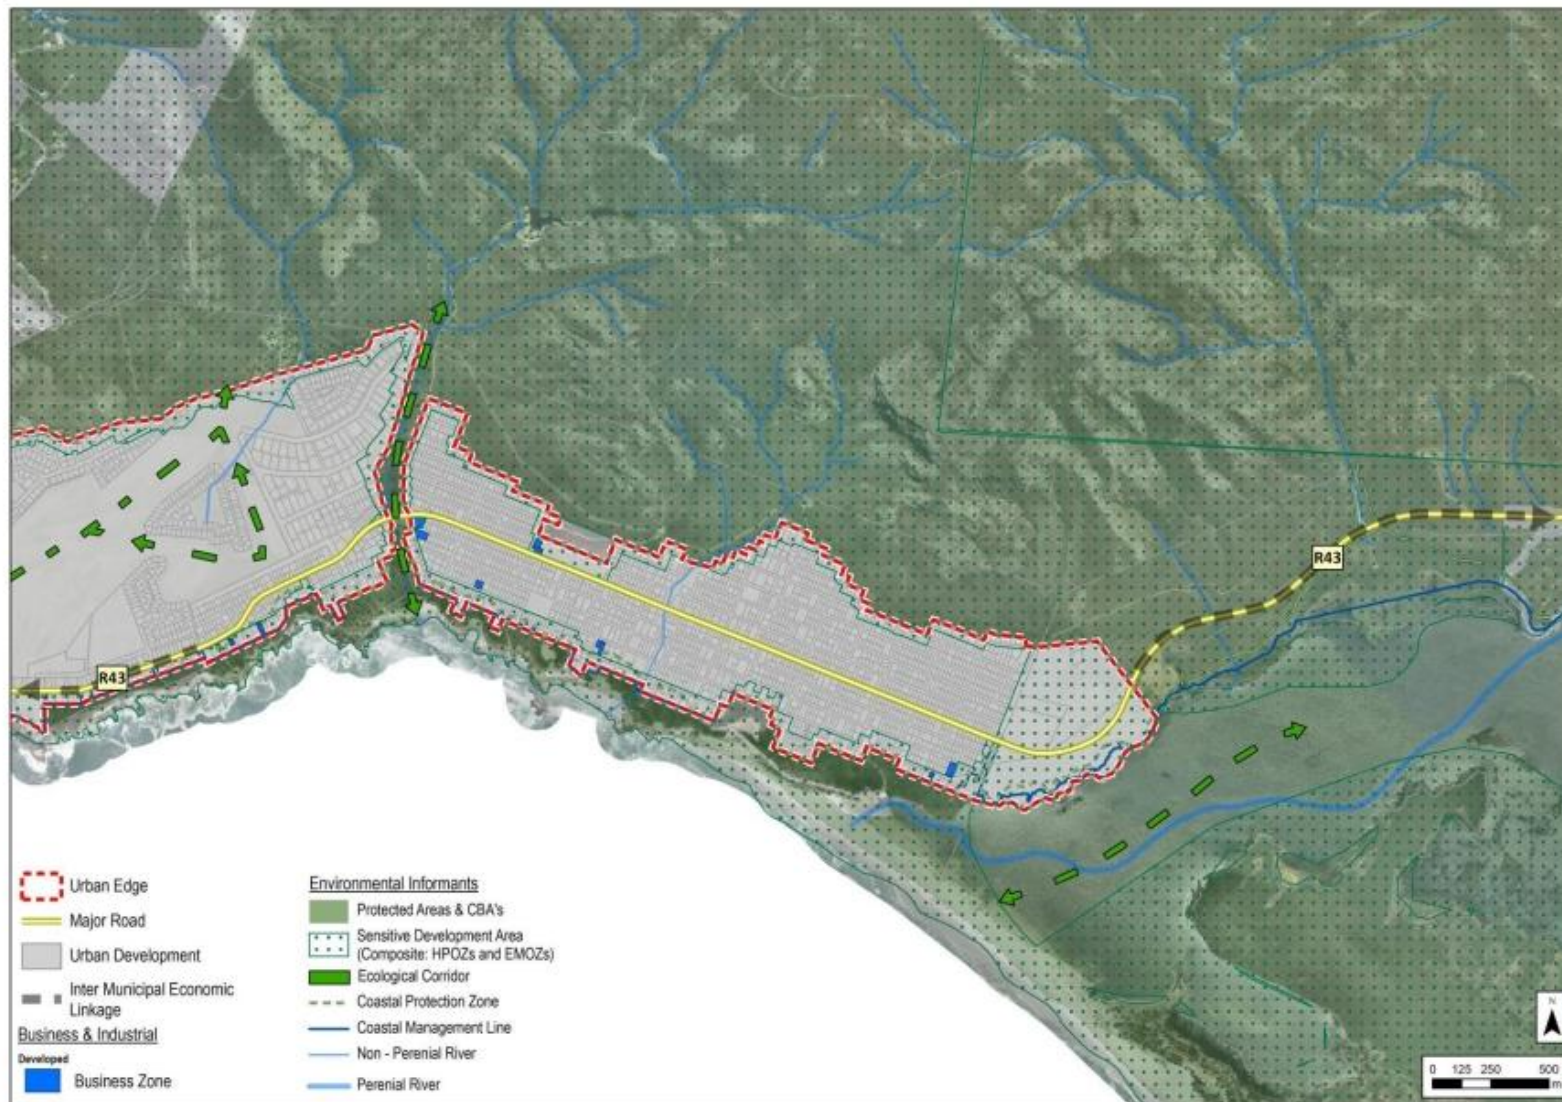 R43
R43
Urban Edge
Major Road
Urban Development
Inter Municipal Economic
Linkage
Business & Industrial
Developed
Business Zone
Environmental Informants
Protected Areas & CBA's
Sensitive Development Area
(Composite: HPOZs and EMOZs)
Ecological Corridor
Coastal Protection Zone
Coastal Management Line
Non - Perenial River
Perenial River
N
0 125 250 500
m